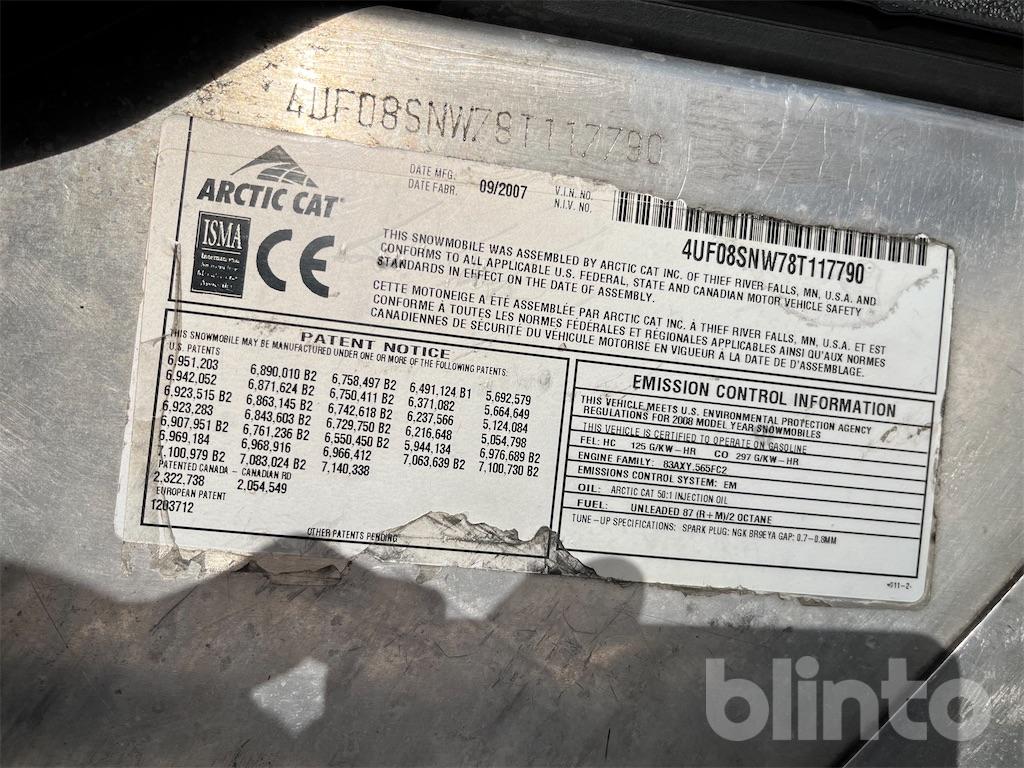 4UF08SNW78T117790
ARCTIC CAT
DATE MFG: 09/2007 V.I.N. NO.
DATE FABR. N.I.V. NO.
4UF08SNW78T117790
ISMA
CE
THIS SNOWMOBILE WAS ASSEMBLED BY ARCTIC CAT INC. OF THIEF RIVER FALLS, MN, U.S.A. AND
CONFORMS TO ALL APPLICABLE U.S. FEDERAL, STATE AND CANADIAN MOTOR VEHICLE SAFETY
STANDARDS IN EFFECT ON THE DATE OF ASSEMBLY.
CETTE MOTONEIGE A ÉTÉ ASSEMBLÉE PAR ARCTIC CAT INC. À THIEF RIVER FALLS, MN, U.S.A. ET EST
CONFORME À TOUTES LES NORMES FÉDÉRALES ET RÉGIONALES APPLICABLES AINSI QU'AUX NORMES
CANADIENNES DE SÉCURITÉ DU VÉHICULE MOTORISE EN VIGUEUR À LA DATE D'ASSEMBLAGE.
PATENT NOTICE
THIS SNOWMOBILE MAY BE MANUFACTURED UNDER ONE OR MORE OF THE FOLLOWING PATENTS:
U.S. PATENTS
6,951,203 6,890,010 B2 6,758,497 B2 6,491,124 B1 5,692,579
6,942,052 6,871,624 B2 6,750,411 B2 6,371,082 5,664,649
6,923,515 B2 6,863,145 B2 6,742,618 B2 6,237,566 5,124,084
6,923,283 6,843,603 B2 6,729,750 B2 6,216,648 5,054,798
6,907,951 B2 6,761,236 B2 6,550,450 B2 5,944,134 6,976,689 B2
6,969,184 6,968,916 6,966,412 7,063,639 B2 7,100,730 B2
7,100,979 B2 7,083,024 B2 7,140,338
PATENTED CANADA - CANADIAN RD
2,322,738 2,054,549
EUROPEAN PATENT
1203712
OTHER PATENTS PENDING
EMISSION CONTROL INFORMATION
THIS VEHICLE MEETS U.S. ENVIRONMENTAL PROTECTION AGENCY
REGULATIONS FOR 2008 MODEL YEAR SNOWMOBILES
THIS VEHICLE IS CERTIFIED TO OPERATE ON GASOLINE
FEL: HC 125 G/KW-HR CO 297 G/KW-HR
ENGINE FAMILY: 83AXY.565FC2
EMISSIONS CONTROL SYSTEM: EM
OIL: ARCTIC CAT 50:1 INJECTION OIL
FUEL: UNLEADED 87 (R+M)/2 OCTANE
TUNE-UP SPECIFICATIONS: SPARK PLUG: NGK BR9EYA GAP: 0.7-0.8MM
blinto